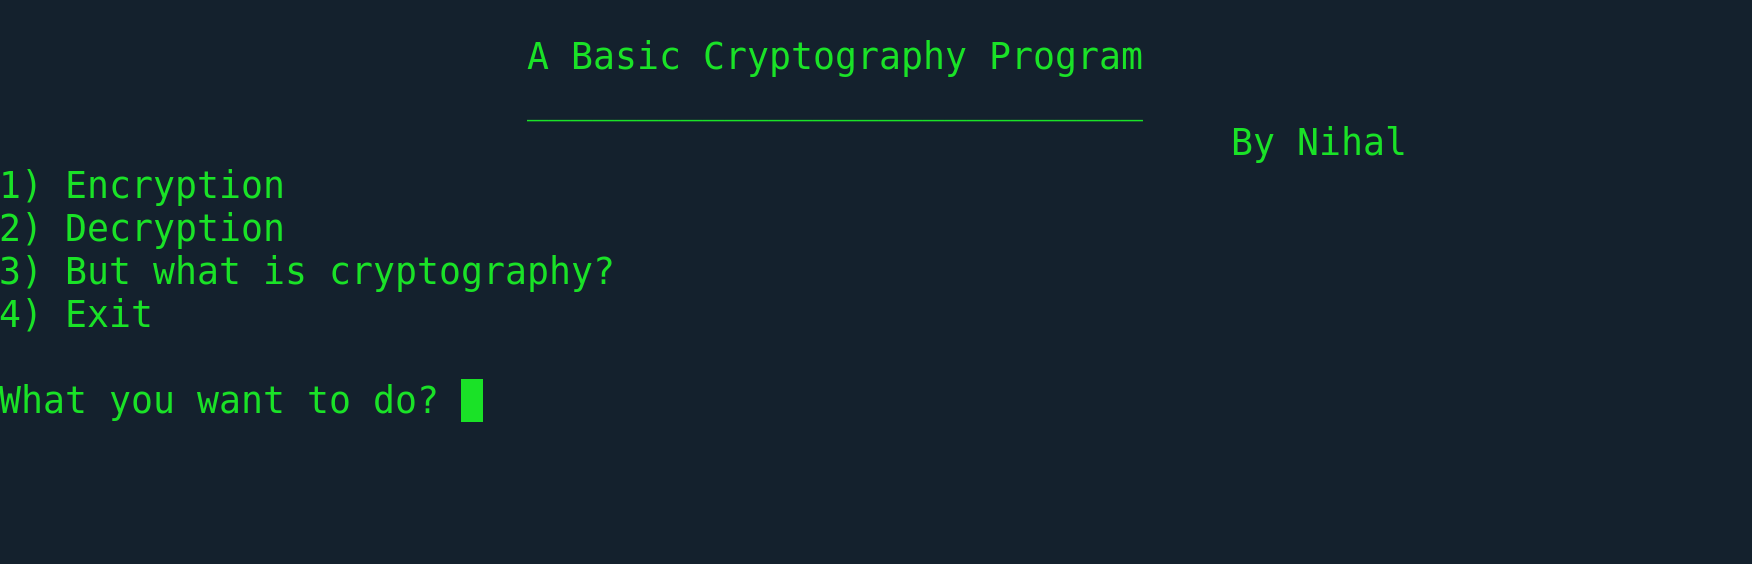 A Basic Cryptography Program
____________________________
By Nihal
1) Encryption
2) Decryption
3) But what is cryptography?
4) Exit
What you want to do?